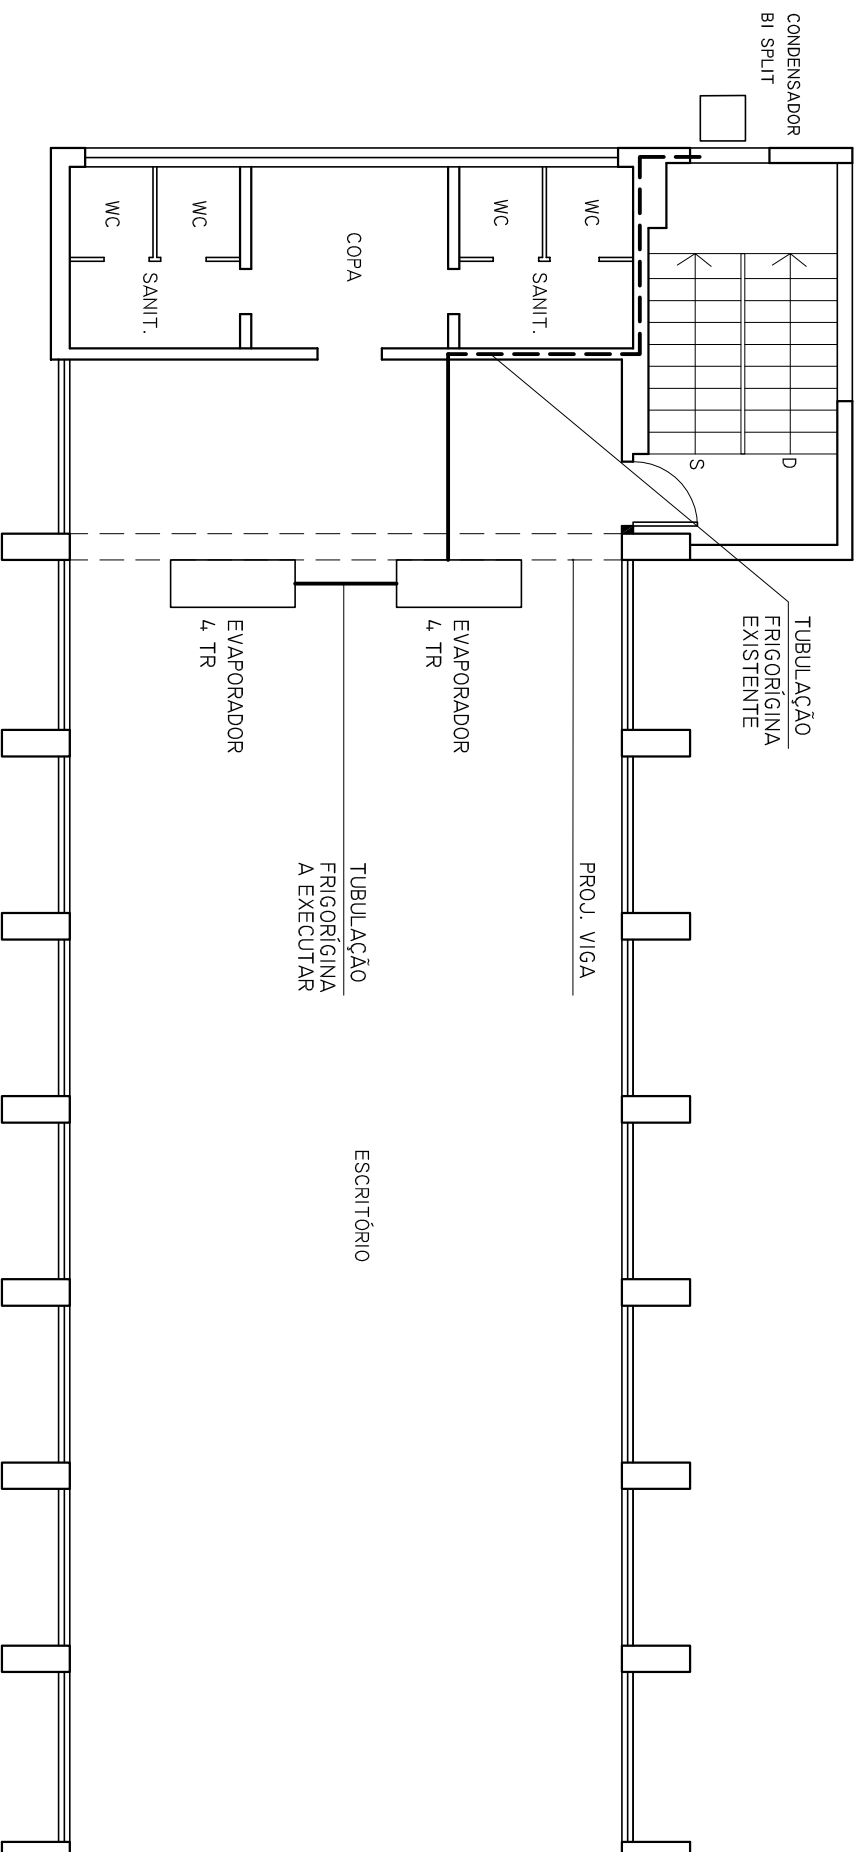 CONDENSADOR
BI SPLIT
WC
WC
SANIT.
COPA
WC
WC
SANIT.
D
S
TUBULAÇÃO
FRIGORÍGINA
EXISTENTE
EVAPORADOR
4 TR
EVAPORADOR
4 TR
PROJ. VIGA
TUBULAÇÃO
FRIGORÍGINA
A EXECUTAR
ESCRITÓRIO